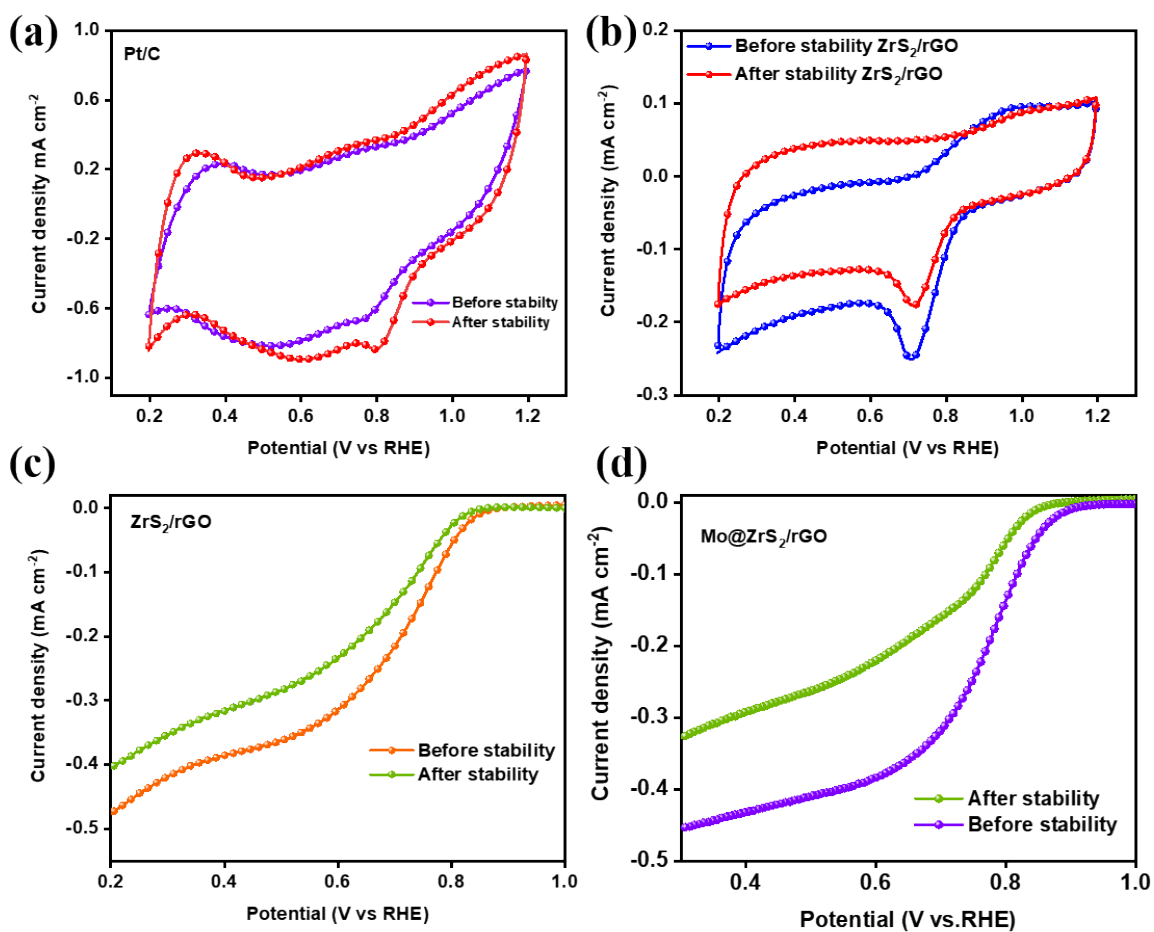 (a)
Pt/C
1.0
0.6
0.2
-0.2
-0.6
-1.0
Current density mA cm-2
Before stabilty
After stability
0.2 0.4 0.6 0.8 1.0 1.2
Potential (V vs RHE)
(b)
Before stability ZrS2/rGO
After stability ZrS2/rGO
0.2
0.1
0.0
-0.1
-0.2
-0.3
Current density (mA cm-2)
0.2 0.4 0.6 0.8 1.0 1.2
Potential (V vs RHE)
(c)
ZrS2/rGO
0.0
-0.1
-0.2
-0.3
-0.4
-0.5
Current density (mA cm-2)
Before stability
After stability
0.2 0.4 0.6 0.8 1.0
Potential (V vs RHE)
(d)
Mo@ZrS2/rGO
0.0
-0.1
-0.2
-0.3
-0.4
-0.5
Current density (mA cm-2)
After stability
Before stability
0.4 0.6 0.8 1.0
Potential (V vs.RHE)